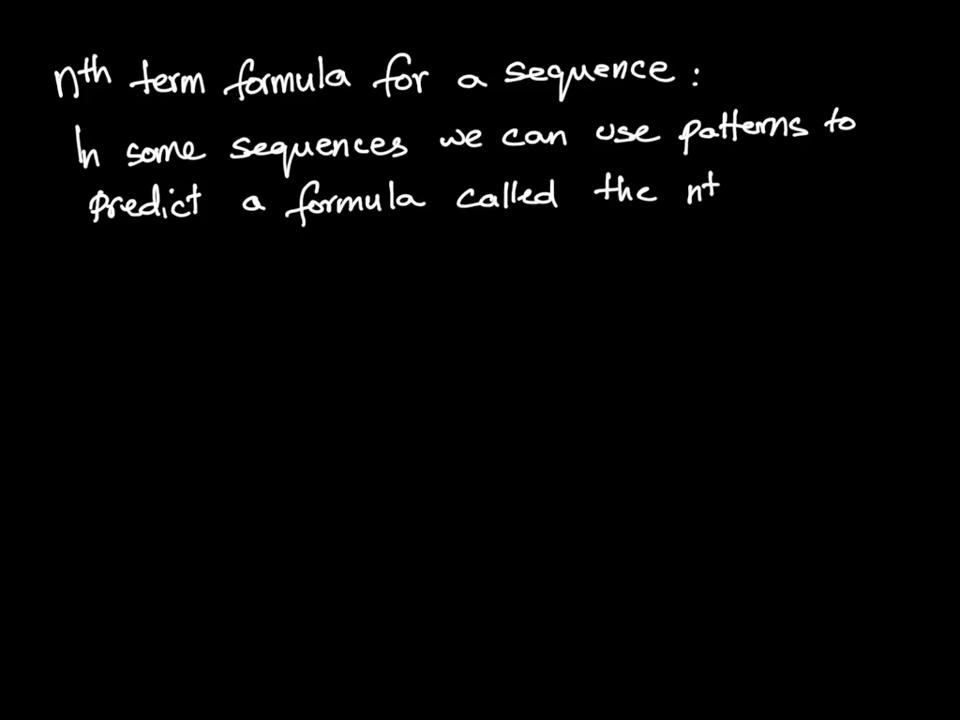 nth term formula for a sequence :
In some sequences we can use patterns to
predict a formula called the nt